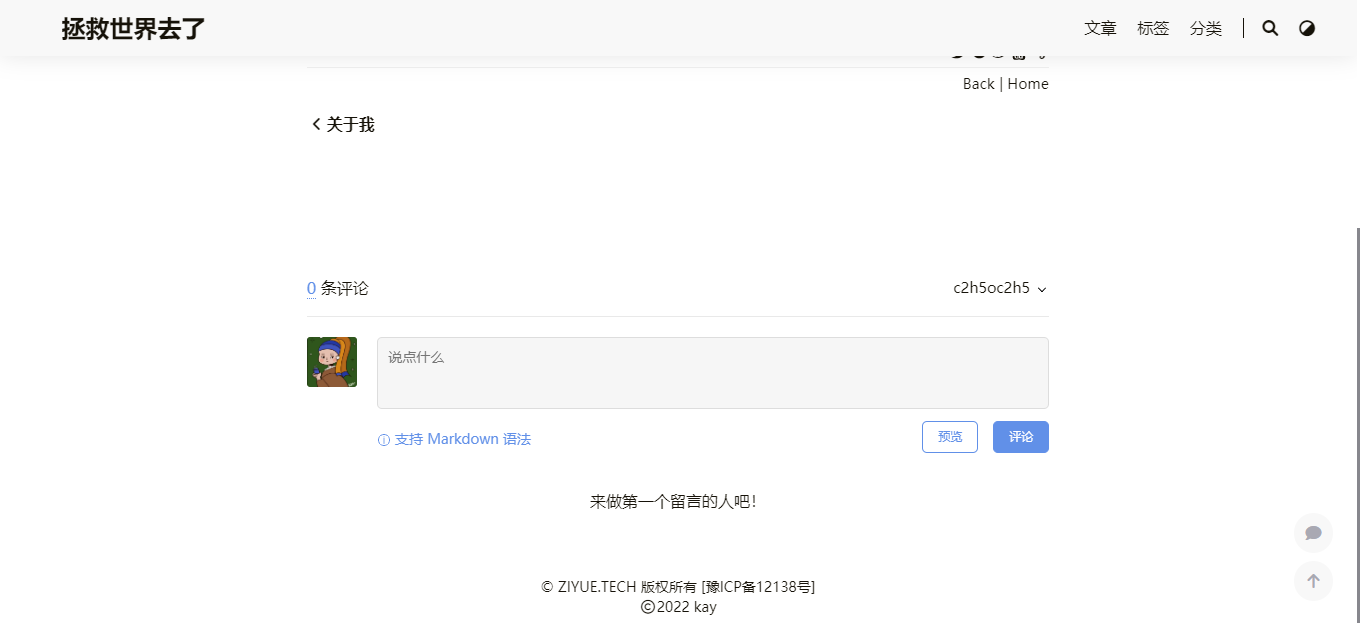 拯救世界去了
文章 标签 分类
Back | Home
关于我
0 条评论
c2h5oc2h5
说点什么
支持 Markdown 语法
预览 评论
来做第一个留言的人吧！
© ZIYUE.TECH 版权所有 [豫ICP备12138号]
©2022 kay